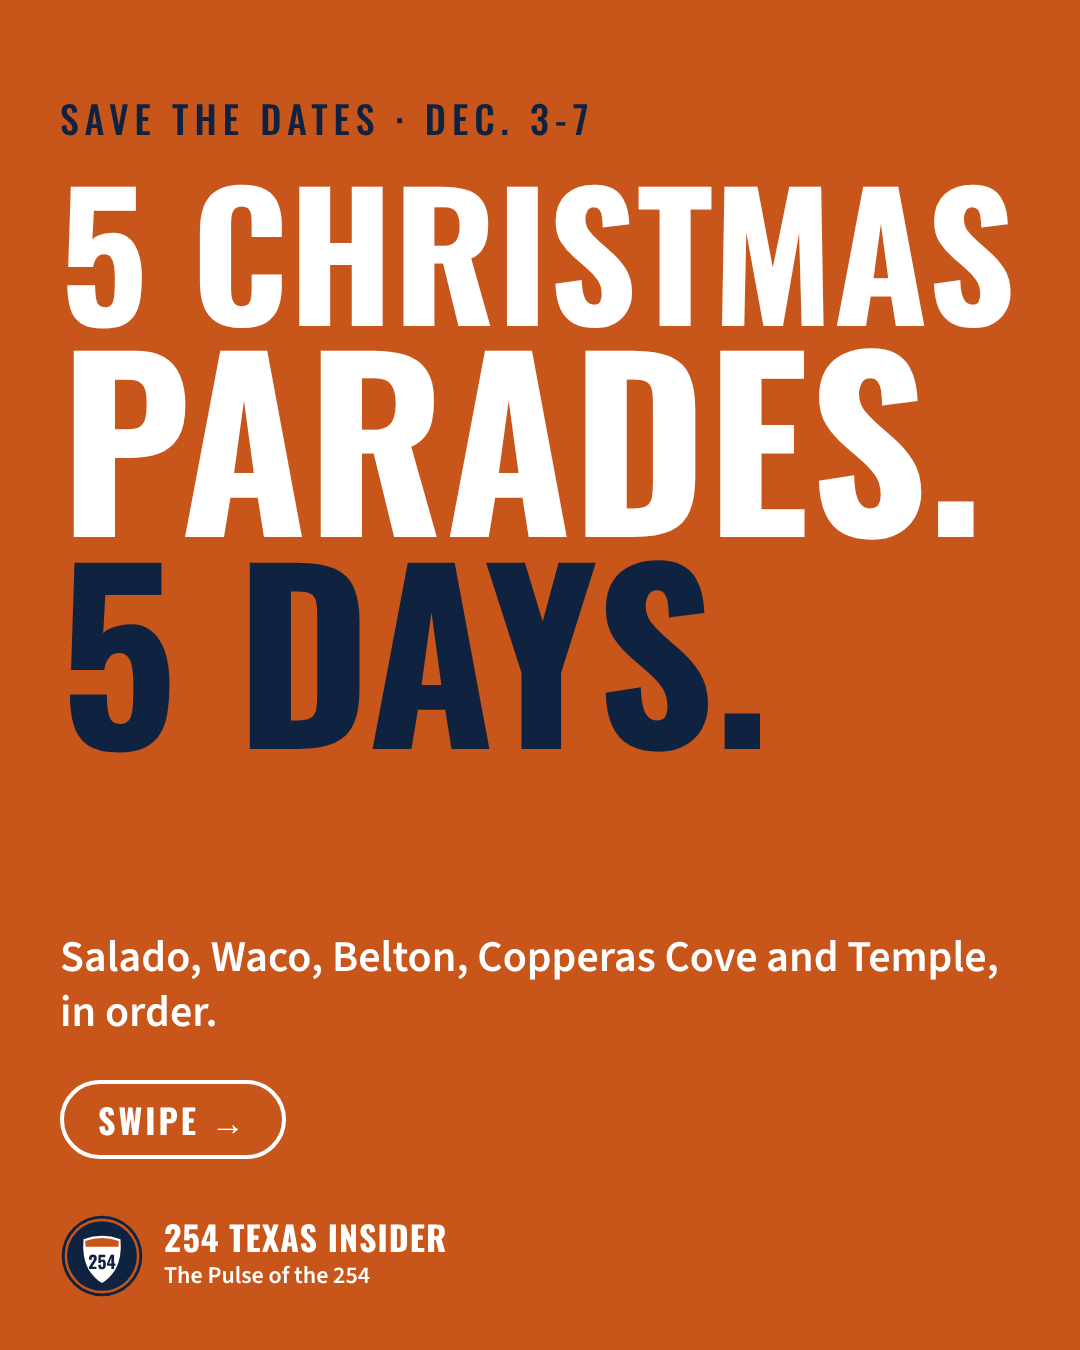 SAVE THE DATES · DEC. 3-7
5 CHRISTMAS
PARADES.
5 DAYS.
Salado, Waco, Belton, Copperas Cove and Temple,
in order.
SWIPE →
254
254 TEXAS INSIDER
The Pulse of the 254